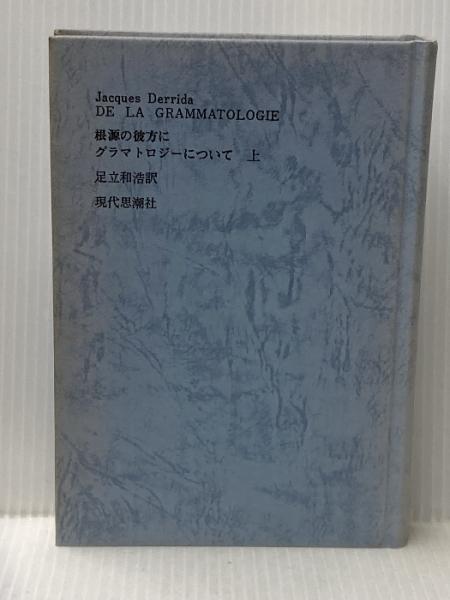 Jacques Derrida
DE LA GRAMMATOLOGIE
根源の彼方に
グラマトロジーについて 上
足立和浩訳
現代思潮社